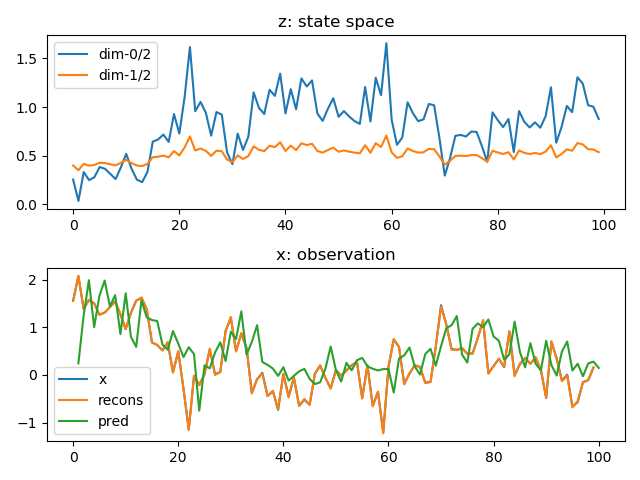 z: state space
dim-0/2
dim-1/2
1.5
1.0
0.5
0.0
0 20 40 60 80 100
x: observation
2
1
0
−1
x
recons
pred
0 20 40 60 80 100